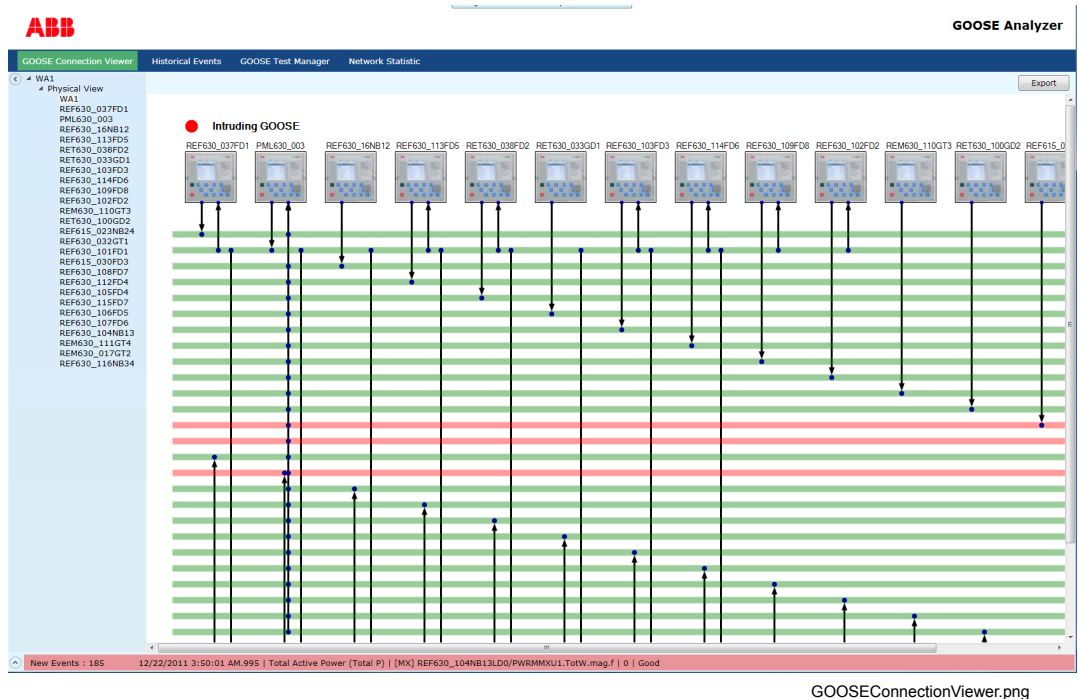 ABB
GOOSE Analyzer
GOOSE Connection Viewer Historical Events GOOSE Test Manager Network Statistic
WA1
Physical View
WA1
REF630_037FD1
PML630_003
REF630_16NB12
REF630_113FD5
RET630_038FD2
RET630_033GD1
REF630_103FD3
REF630_114FD6
REF630_109FD8
REF630_102FD2
REM630_110GT3
RET630_100GD2
REF615_023NB24
REF630_032GT1
REF630_101FD1
REF615_030FD3
REF630_108FD7
REF630_112FD4
REF630_105FD4
REF630_115FD7
REF630_106FD5
REF630_107FD6
REF630_104NB13
REM630_111GT4
REM630_017GT2
REF630_116NB34
Export
Intruding GOOSE
REF630_037FD1 PML630_003 REF630_16NB12 REF630_113FD5 RET630_038FD2 RET630_033GD1 REF630_103FD3 REF630_114FD6 REF630_109FD8 REF630_102FD2 REM630_110GT3 RET630_100GD2 REF615_0
New Events : 185 12/22/2011 3:50:01 AM.995 | Total Active Power (Total P) | [MX] REF630_104NB13LD0/PWRMMXU1.TotW.mag.f | 0 | Good
GOOSEConnectionViewer.png